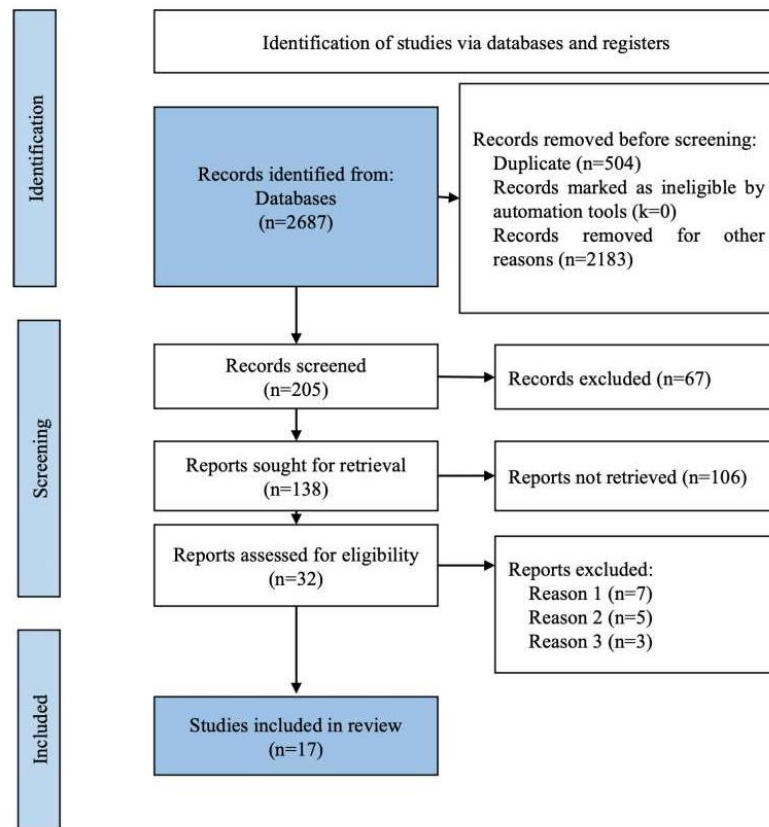 Identification of studies via databases and registers
Identification
Records identified from:
Databases
(n=2687)
Records removed before screening:
Duplicate (n=504)
Records marked as ineligible by
automation tools (k=0)
Records removed for other
reasons (n=2183)
Screening
Records screened
(n=205)
Records excluded (n=67)
Reports sought for retrieval
(n=138)
Reports not retrieved (n=106)
Reports assessed for eligibility
(n=32)
Reports excluded:
Reason 1 (n=7)
Reason 2 (n=5)
Reason 3 (n=3)
Included
Studies included in review
(n=17)